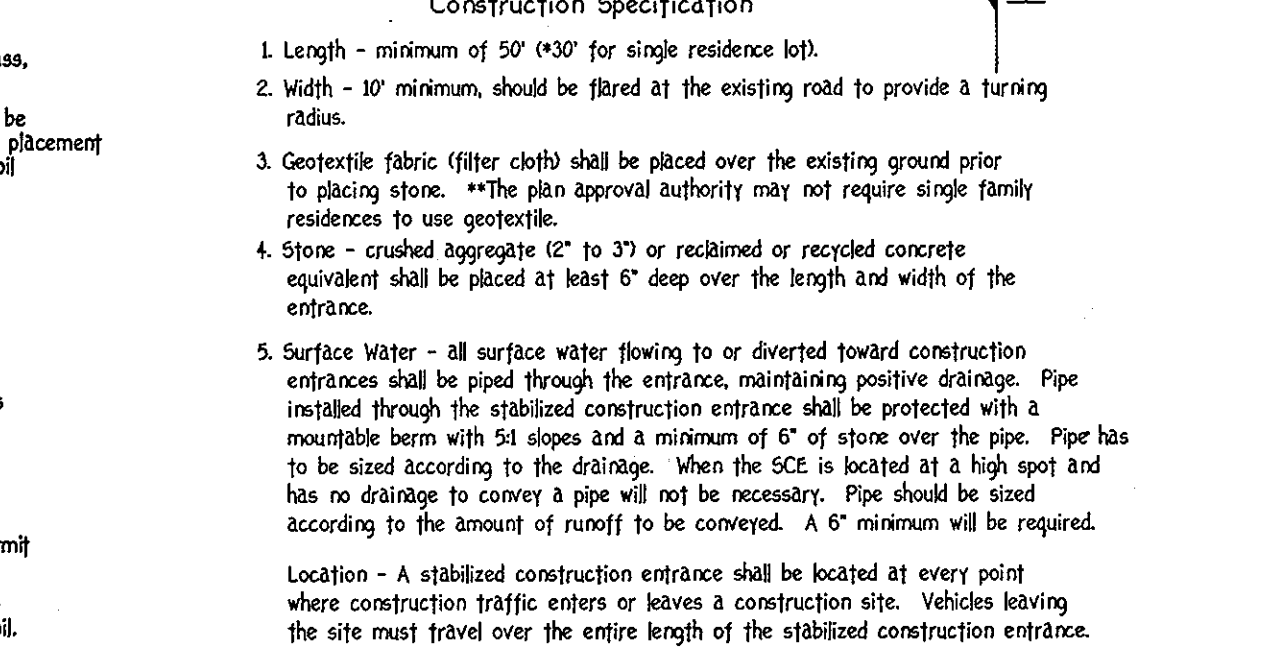 Construction Specification
1. Length - minimum of 50' (*30' for single residence lot).
2. Width - 10' minimum, should be flared at the existing road to provide a turning
radius.
3. Geotextile fabric (filter cloth) shall be placed over the existing ground prior
to placing stone. **The plan approval authority may not require single family
residences to use geotextile.
4. Stone - crushed aggregate (2" to 3") or reclaimed or recycled concrete
equivalent shall be placed at least 6" deep over the length and width of the
entrance.
5. Surface Water - all surface water flowing to or diverted toward construction
entrances shall be piped through the entrance, maintaining positive drainage. Pipe
installed through the stabilized construction entrance shall be protected with a
mountable berm with 5:1 slopes and a minimum of 6" of stone over the pipe. Pipe has
to be sized according to the drainage. When the SCE is located at a high spot and
has no drainage to convey a pipe will not be necessary. Pipe should be sized
according to the amount of runoff to be conveyed. A 6" minimum will be required.
Location - A stabilized construction entrance shall be located at every point
where construction traffic enters or leaves a construction site. Vehicles leaving
the site must travel over the entire length of the stabilized construction entrance.
be
placement